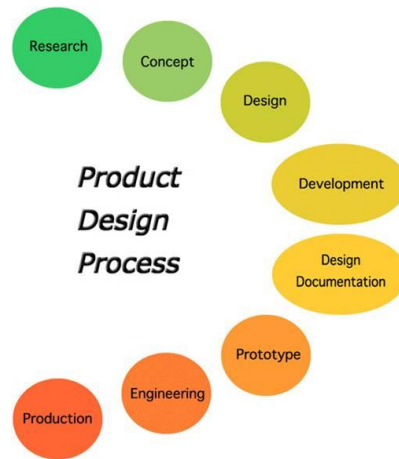 Research
Concept
Design
Product
Design
Process
Development
Design
Documentation
Prototype
Engineering
Production